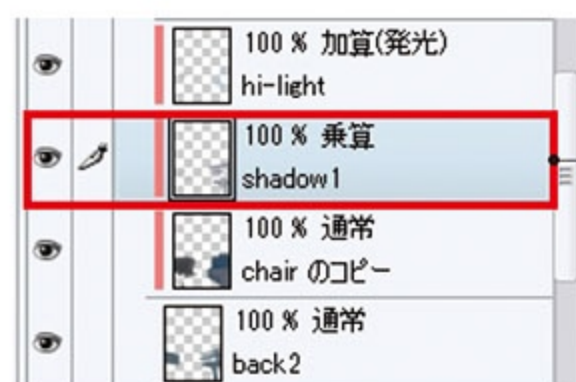 100 % 加算(発光)
hi-light
100 % 乗算
shadow1
100 % 通常
chair のコピー
100 % 通常
back2